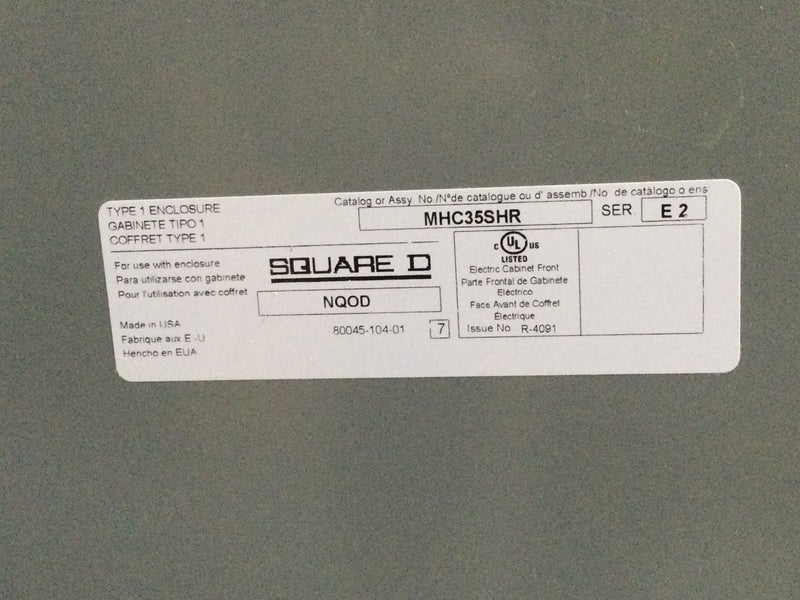 TYPE 1 ENCLOSURE
GABINETE TIPO 1
COFFRET TYPE 1
Catalog or Assy No./N°de catalogue ou d' assemb./No. de catálogo o ens
MHC35SHR
SER. E 2
For use with enclosure
Para utilizarse con gabinete
Pour l'utilisation avec coffret
SQUARE D
NQOD
Made in USA
Fabrique aux E.-U
Hencho en EUA
80045-104-01
7
C UL US
LISTED
Electric Cabinet Front
Parte Frontal de Gabinete
Eléctrico
Face Avant de Coffret
Électrique
Issue No. R-4091